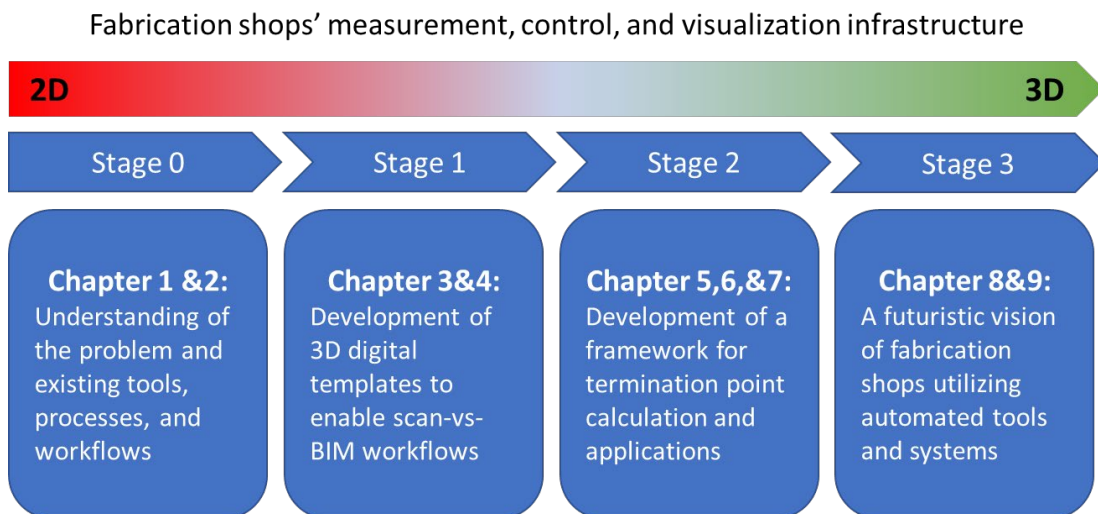 Fabrication shops’ measurement, control, and visualization infrastructure
2D
3D
Stage 0
Stage 1
Stage 2
Stage 3
Chapter 1 &2:
Understanding of
the problem and
existing tools,
processes, and
workflows
Chapter 3&4:
Development of
3D digital
templates to
enable scan-vs-
BIM workflows
Chapter 5,6,&7:
Development of a
framework for
termination point
calculation and
applications
Chapter 8&9:
A futuristic vision
of fabrication
shops utilizing
automated tools
and systems